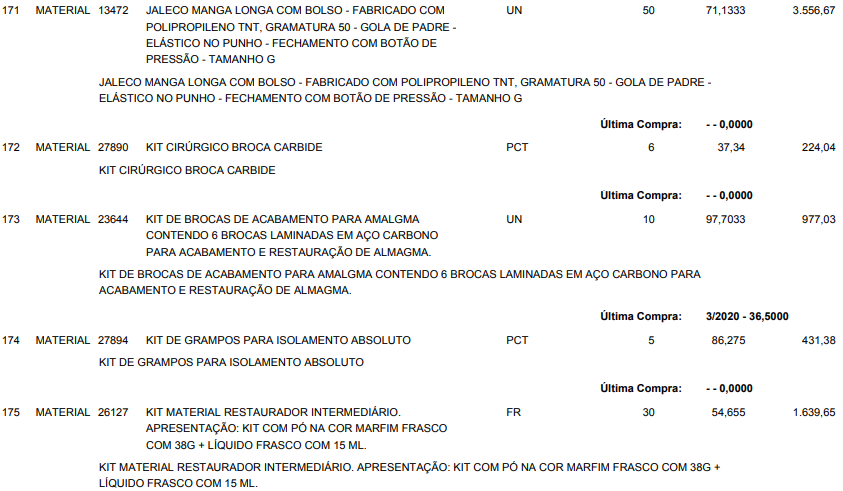 171 MATERIAL 13472 JALECO MANGA LONGA COM BOLSO - FABRICADO COM UN 50 71,1333 3.556,67
POLIPROPILENO TNT, GRAMATURA 50 - GOLA DE PADRE -
ELÁSTICO NO PUNHO - FECHAMENTO COM BOTÃO DE
PRESSÃO - TAMANHO G
JALECO MANGA LONGA COM BOLSO - FABRICADO COM POLIPROPILENO TNT, GRAMATURA 50 - GOLA DE PADRE -
ELÁSTICO NO PUNHO - FECHAMENTO COM BOTÃO DE PRESSÃO - TAMANHO G
Última Compra: - - 0,0000
172 MATERIAL 27890 KIT CIRÚRGICO BROCA CARBIDE PCT 6 37,34 224,04
KIT CIRÚRGICO BROCA CARBIDE
Última Compra: - - 0,0000
173 MATERIAL 23644 KIT DE BROCAS DE ACABAMENTO PARA AMALGMA UN 10 97,7033 977,03
CONTENDO 6 BROCAS LAMINADAS EM AÇO CARBONO
PARA ACABAMENTO E RESTAURAÇÃO DE ALMAGMA.
KIT DE BROCAS DE ACABAMENTO PARA AMALGMA CONTENDO 6 BROCAS LAMINADAS EM AÇO CARBONO PARA
ACABAMENTO E RESTAURAÇÃO DE ALMAGMA.
Última Compra: 3/2020 - 36,5000
174 MATERIAL 27894 KIT DE GRAMPOS PARA ISOLAMENTO ABSOLUTO PCT 5 86,275 431,38
KIT DE GRAMPOS PARA ISOLAMENTO ABSOLUTO
Última Compra: - - 0,0000
175 MATERIAL 26127 KIT MATERIAL RESTAURADOR INTERMEDIÁRIO. FR 30 54,655 1.639,65
APRESENTAÇÃO: KIT COM PÓ NA COR MARFIM FRASCO
COM 38G + LÍQUIDO FRASCO COM 15 ML.
KIT MATERIAL RESTAURADOR INTERMEDIÁRIO. APRESENTAÇÃO: KIT COM PÓ NA COR MARFIM FRASCO COM 38G +
LÍQUIDO FRASCO COM 15 ML.